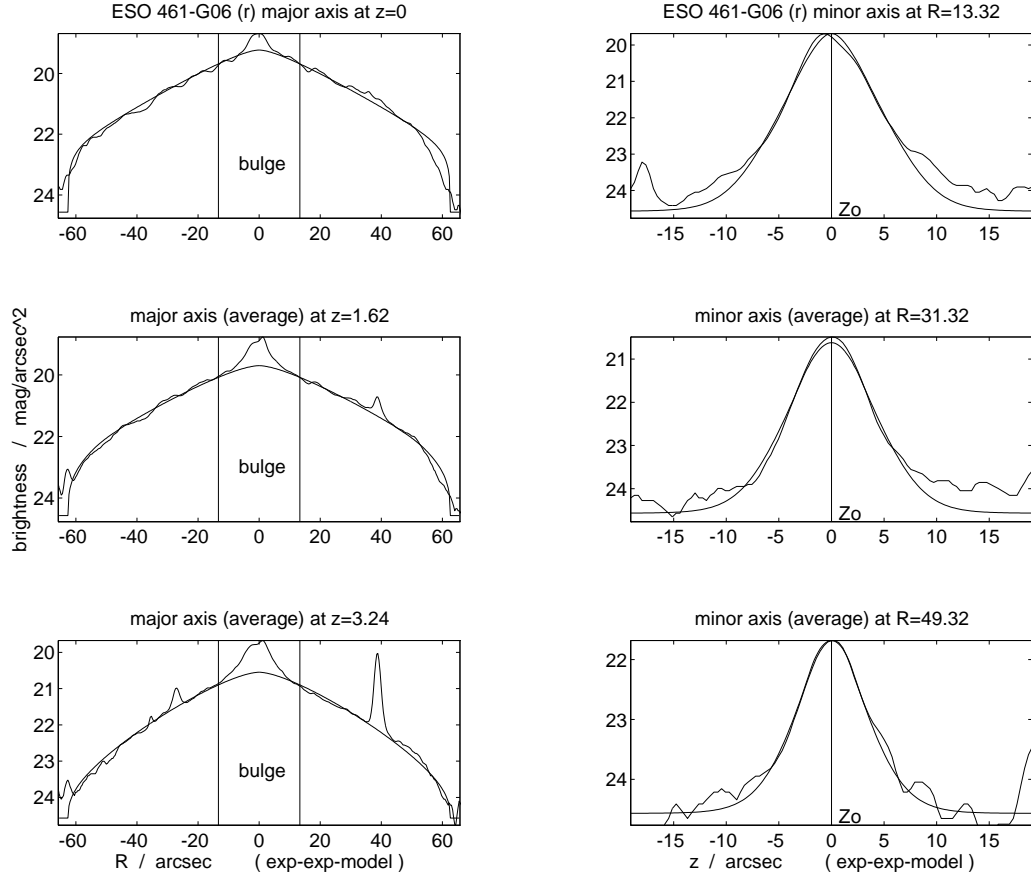 ESO 461-G06 (r) major axis at z=0
20
22
24
bulge
-60 -40 -20 0 20 40 60
ESO 461-G06 (r) minor axis at R=13.32
20
21
22
23
24
Zo
-15 -10 -5 0 5 10 15
brightness / mag/arcsec^2
major axis (average) at z=1.62
20
22
24
bulge
-60 -40 -20 0 20 40 60
minor axis (average) at R=31.32
21
22
23
24
Zo
-15 -10 -5 0 5 10 15
major axis (average) at z=3.24
20
21
22
23
24
bulge
-60 -40 -20 0 20 40 60
R / arcsec ( exp-exp-model )
minor axis (average) at R=49.32
22
23
24
Zo
-15 -10 -5 0 5 10 15
z / arcsec ( exp-exp-model )